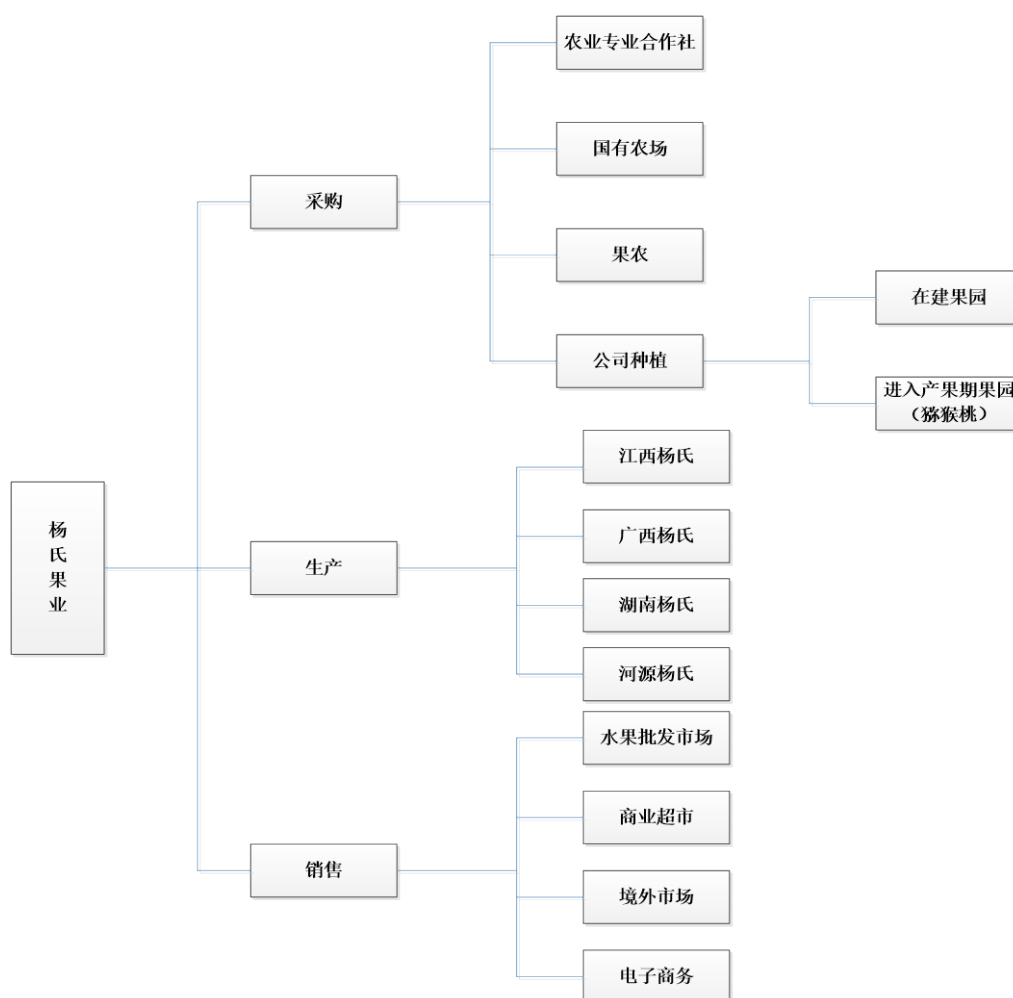 农业专业合作社
国有农场
采购
果农
在建果园
公司种植
进入产果期果园
（猕猴桃）
江西杨氏
杨
氏
果
业
广西杨氏
生产
湖南杨氏
河源杨氏
水果批发市场
商业超市
销售
境外市场
电子商务